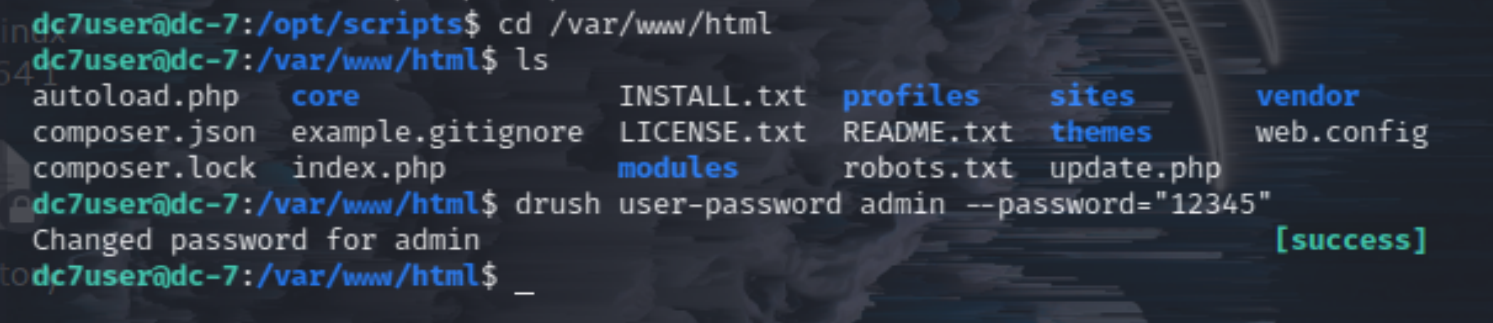 dc7user@dc-7:/opt/scripts$ cd /var/www/html
dc7user@dc-7:/var/www/html$ ls
autoload.php   core                INSTALL.txt  profiles    sites       vendor
composer.json  example.gitignore  LICENSE.txt  README.txt  themes      web.config
composer.lock  index.php           modules      robots.txt  update.php
dc7user@dc-7:/var/www/html$ drush user-password admin --password="12345"
Changed password for admin                                              [success]
dc7user@dc-7:/var/www/html$ _